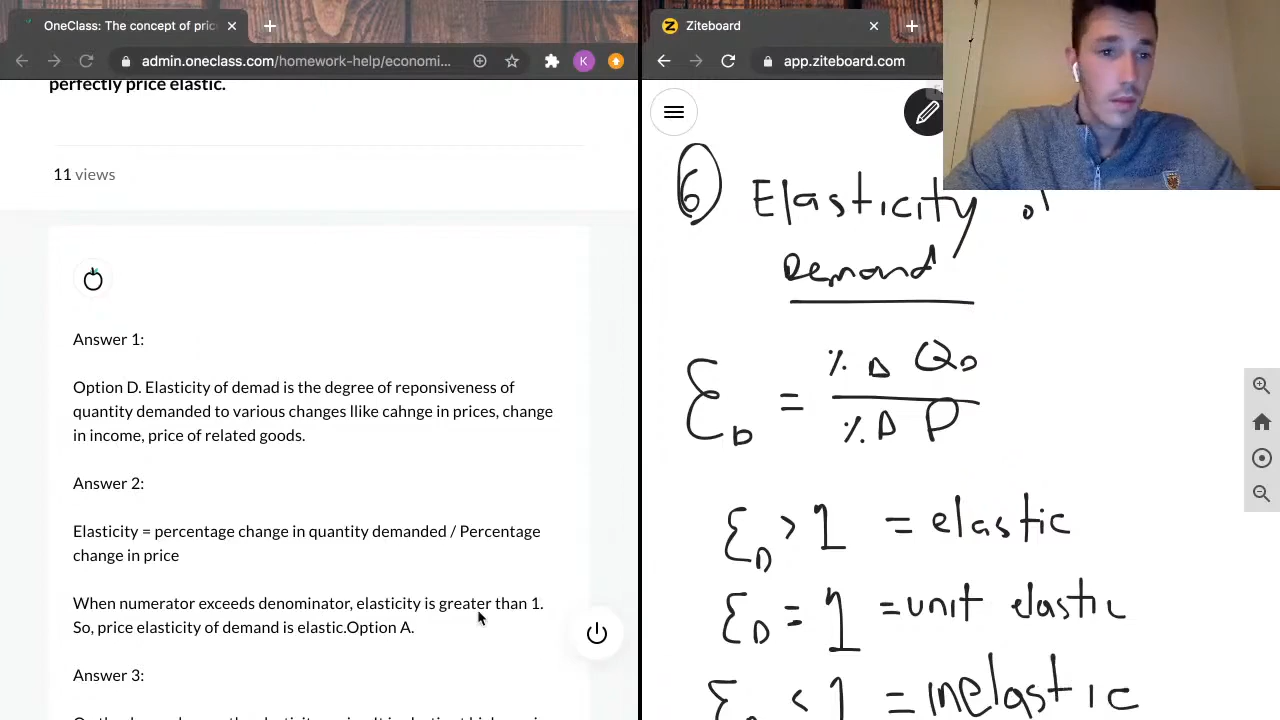 OneClass: The concept of pric
Ziteboard
admin.oneclass.com/homework-help/economi...
K
app.ziteboard.com
perfectly price elastic.
11 views
Answer 1:
Option D. Elasticity of demad is the degree of reponsiveness of
quantity demanded to various changes llike cahnge in prices, change
in income, price of related goods.
Answer 2:
Elasticity = percentage change in quantity demanded / Percentage
change in price
When numerator exceeds denominator, elasticity is greater than 1.
So, price elasticity of demand is elastic.Option A.
Answer 3:
6 Elasticity of
Demand
ε_D = % Δ Q_D / % Δ P
ε_D > 1 = elastic
ε_D = 1 = unit elastic
ε_D < 1 = inelastic